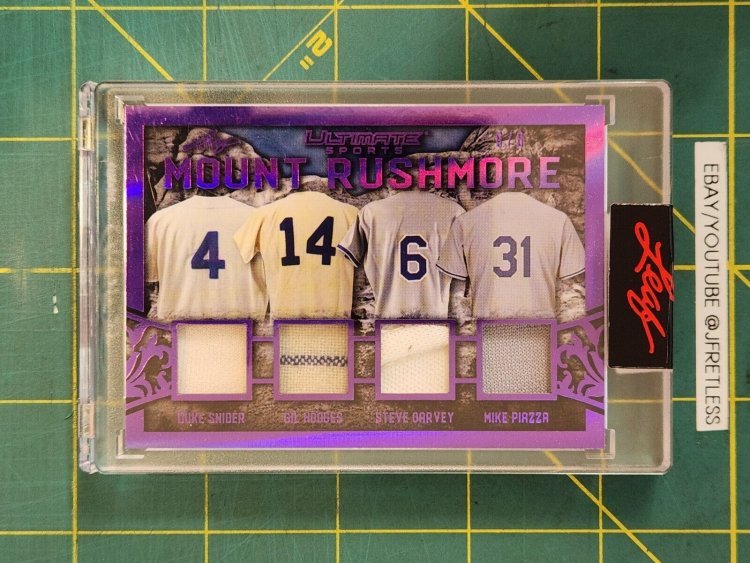 2"
ULTIMATE
SPORTS
MOUNT RUSHMORE
4 14 6 31
DUKE SNIDER GIL HODGES STEVE GARVEY MIKE PIAZZA
Leaf
EBAY/YOUTUBE @JFRETLESS